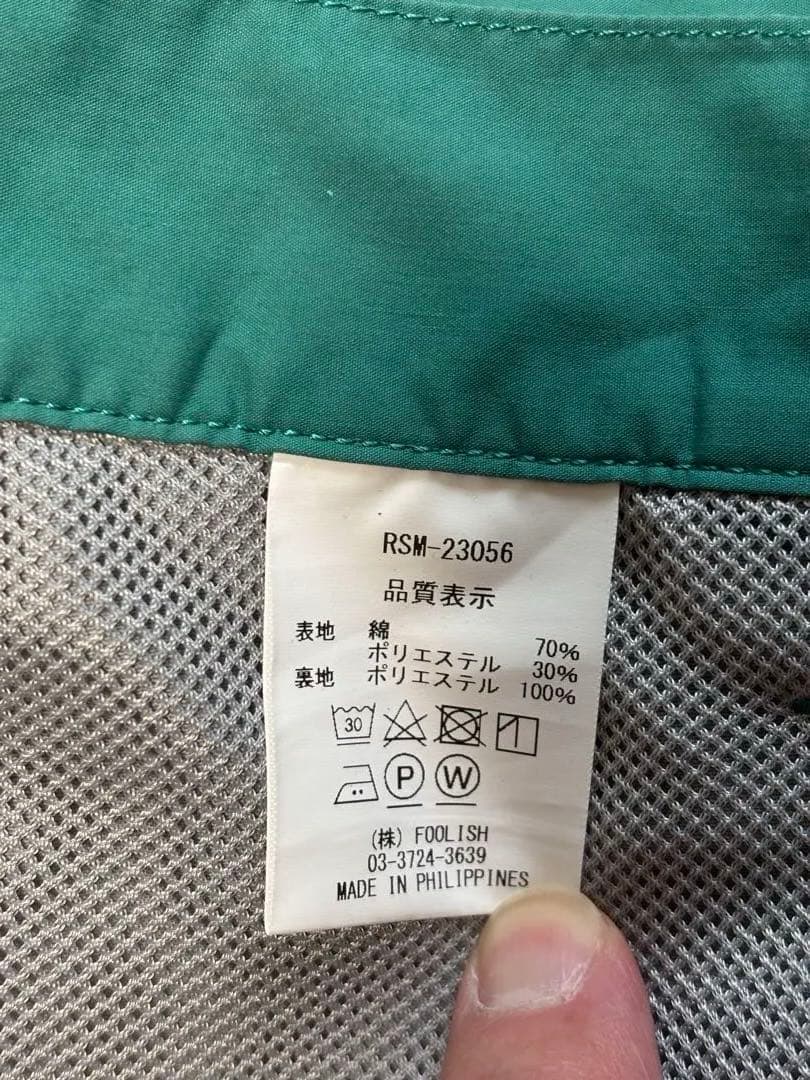 RSM-23056
品質表示
表地 綿 70%
ポリエステル 30%
裏地 ポリエステル 100%
30
P W
(株) FOOLISH
03-3724-3639
MADE IN PHILIPPINES